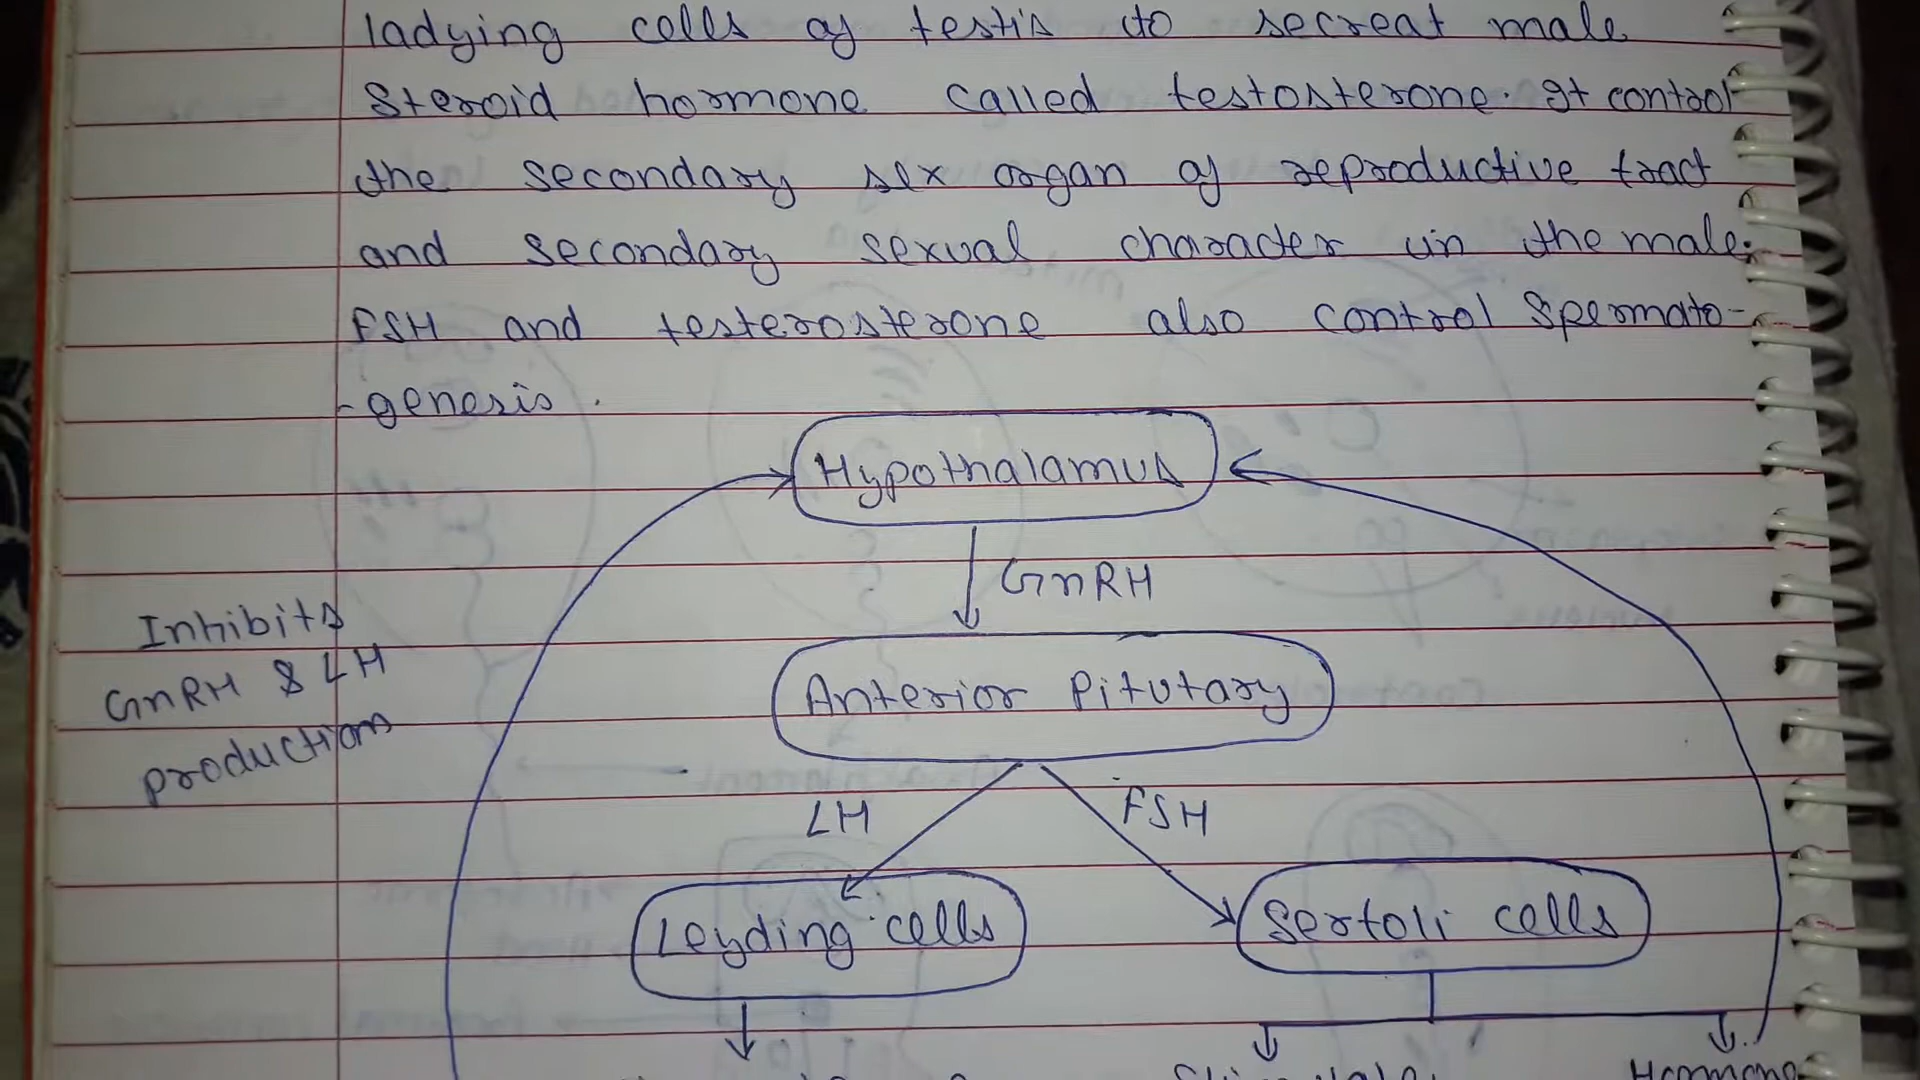 ladying cells of testis to secreat male
Steroid hormone called testosterone. It control
the secondary sex organ of reproductive tract
and secondary sexual character in the male.
FSH and testerosterone also control Spermato-
-genesis.
Hypothalamus
GnRH
Inhibits
GnRH & LH
production
Anterior Pitutary
LH
FSH
Leyding cells
Sertoli cells
Hormone